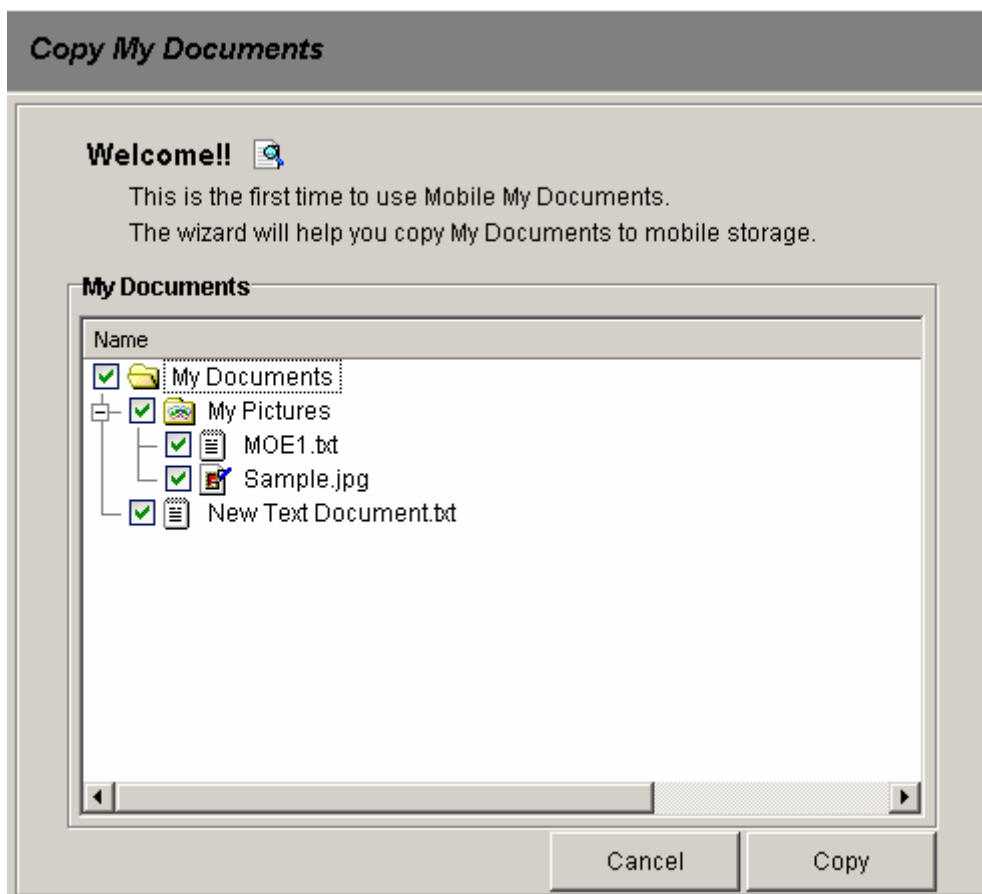 Copy My Documents
Welcome!!
This is the first time to use Mobile My Documents.
The wizard will help you copy My Documents to mobile storage.
My Documents
Name
My Documents
My Pictures
MOE1.txt
Sample.jpg
New Text Document.txt
Cancel
Copy